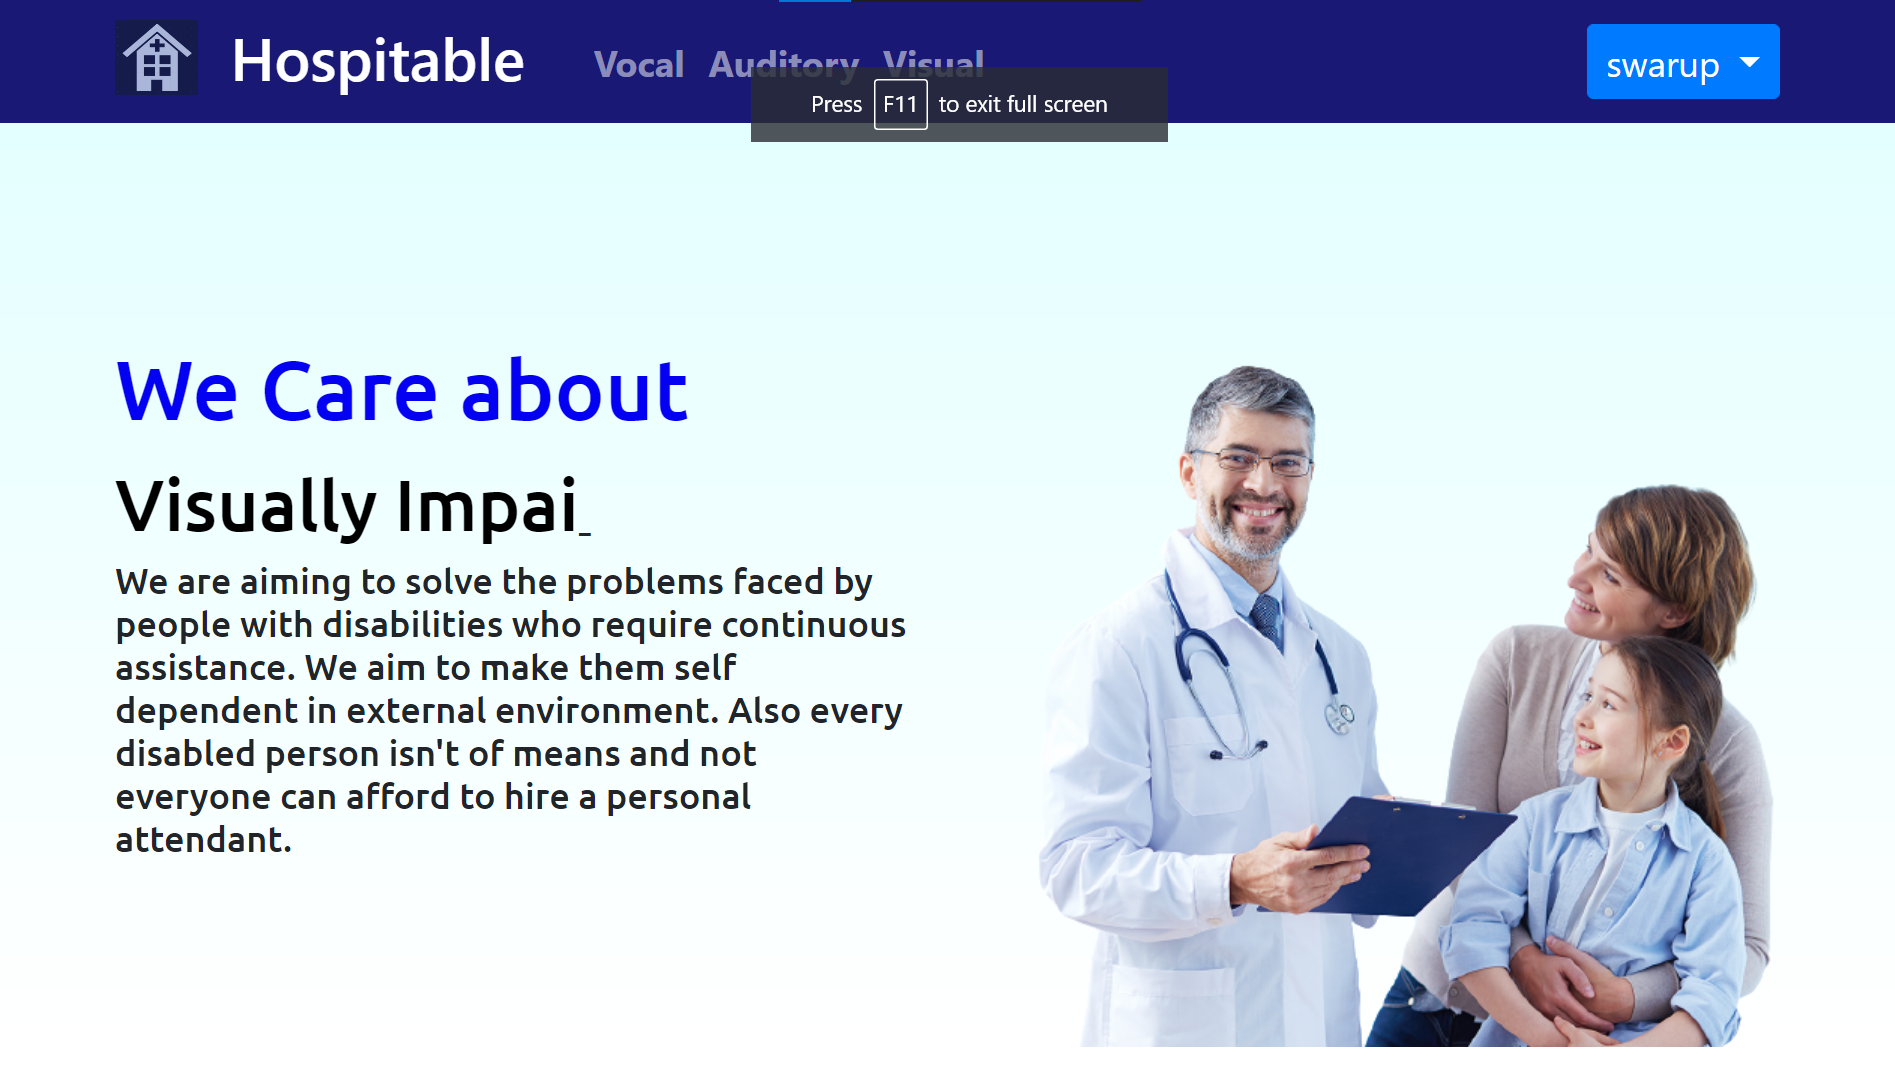 Hospitable
Vocal Auditory Visual
swarup
Press F11 to exit full screen
We Care about
Visually Impai_
We are aiming to solve the problems faced by
people with disabilities who require continuous
assistance. We aim to make them self
dependent in external environment. Also every
disabled person isn't of means and not
everyone can afford to hire a personal
attendant.